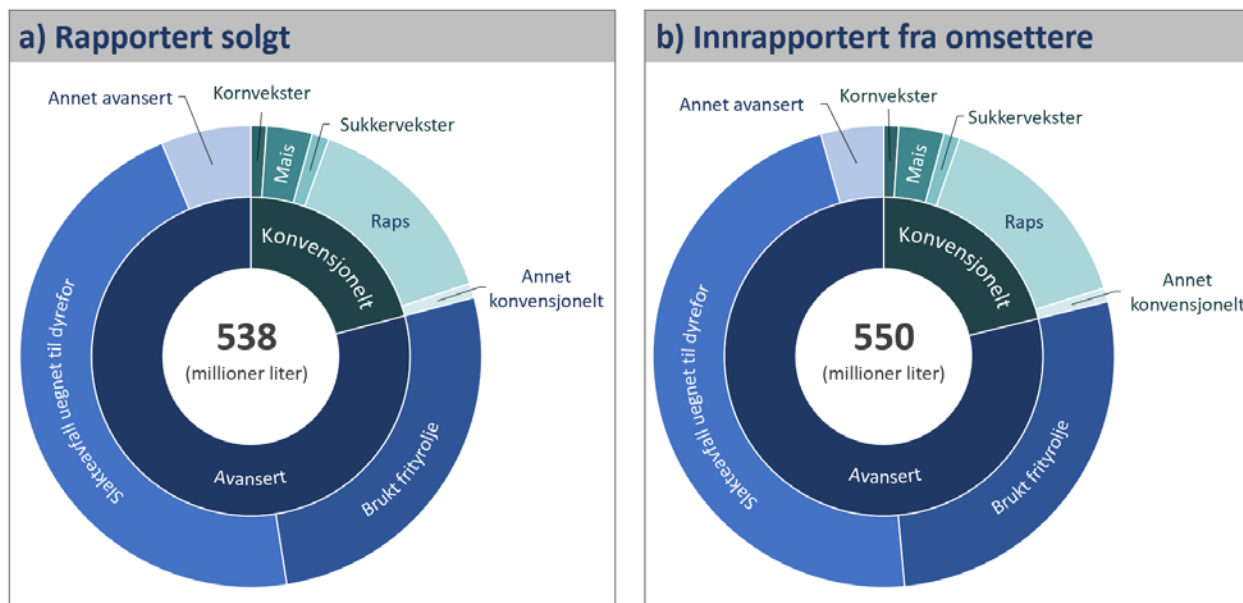 a) Rapportert solgt
Annet avansert
Kornvekster
Sukkervekster
Mais
Raps
Konvensjonelt
Annet
konvensjonelt
538
(millioner liter)
Slakteavfall uegnet til dyrefor
Avansert
Brukt frityrolje
b) Innrapportert fra omsettere
Annet avansert
Kornvekster
Sukkervekster
Mais
Raps
Konvensjonelt
Annet
konvensjonelt
550
(millioner liter)
Slakteavfall uegnet til dyrefor
Avansert
Brukt frityrolje